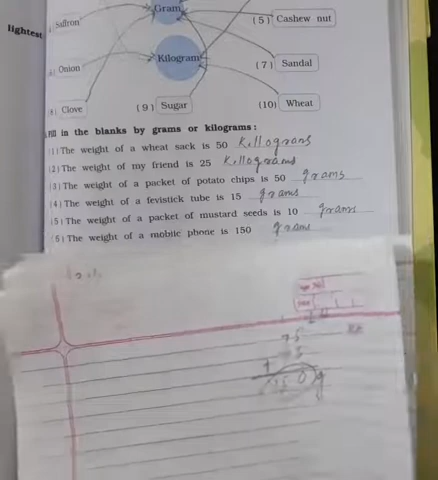 Gram
Saffron
(5) Cashew nut
lightest
Onion
Kilogram
(7) Sandal
Clove
(9) Sugar
(10) Wheat
Fill in the blanks by grams or kilograms :
(1) The weight of a wheat sack is 50 Killograms
(2) The weight of my friend is 25 Killograms
(3) The weight of a packet of potato chips is 50 grams
(4) The weight of a fevistick tube is 15 grams
(5) The weight of a packet of mustard seeds is 10 grams
(6) The weight of a mobile phone is 150 grams
75